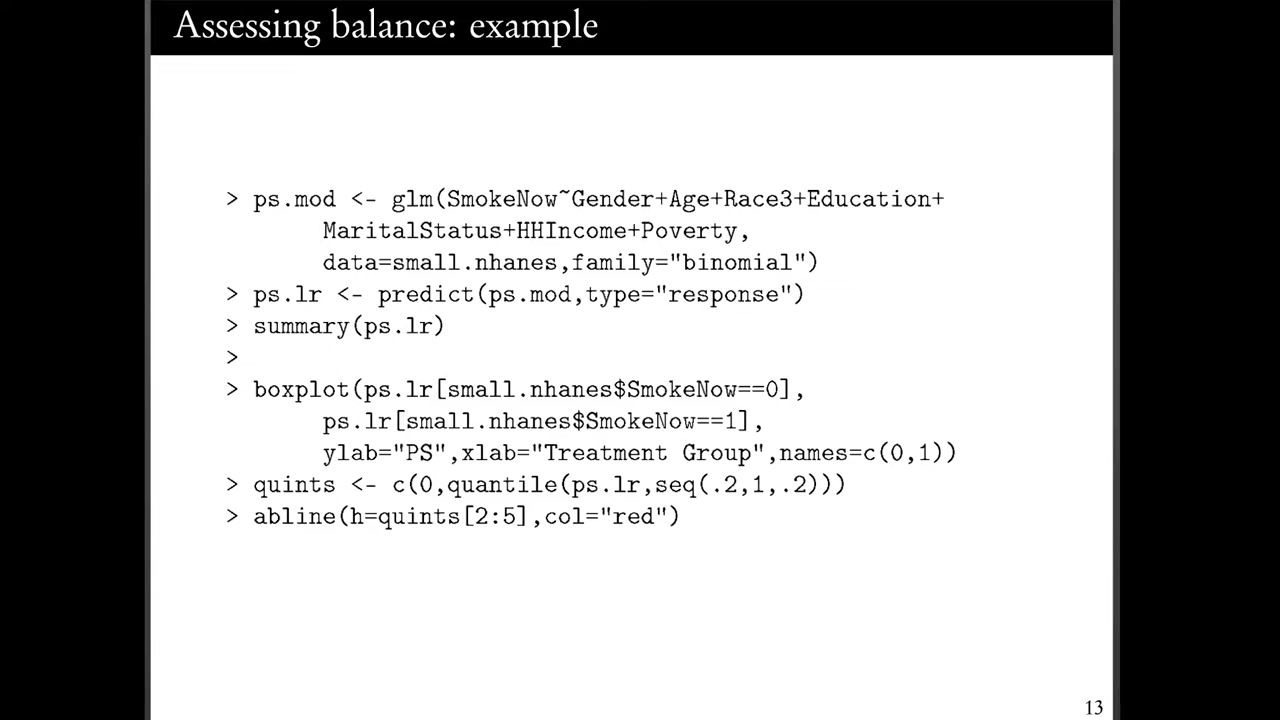 Assessing balance: example
> ps.mod <- glm(SmokeNow~Gender+Age+Race3+Education+
MaritalStatus+HHIncome+Poverty,
data=small.nhanes,family="binomial")
> ps.lr <- predict(ps.mod,type="response")
> summary(ps.lr)
>
> boxplot(ps.lr[small.nhanes$SmokeNow==0],
ps.lr[small.nhanes$SmokeNow==1],
ylab="PS",xlab="Treatment Group",names=c(0,1))
> quints <- c(0,quantile(ps.lr,seq(.2,1,.2)))
> abline(h=quints[2:5],col="red")
13